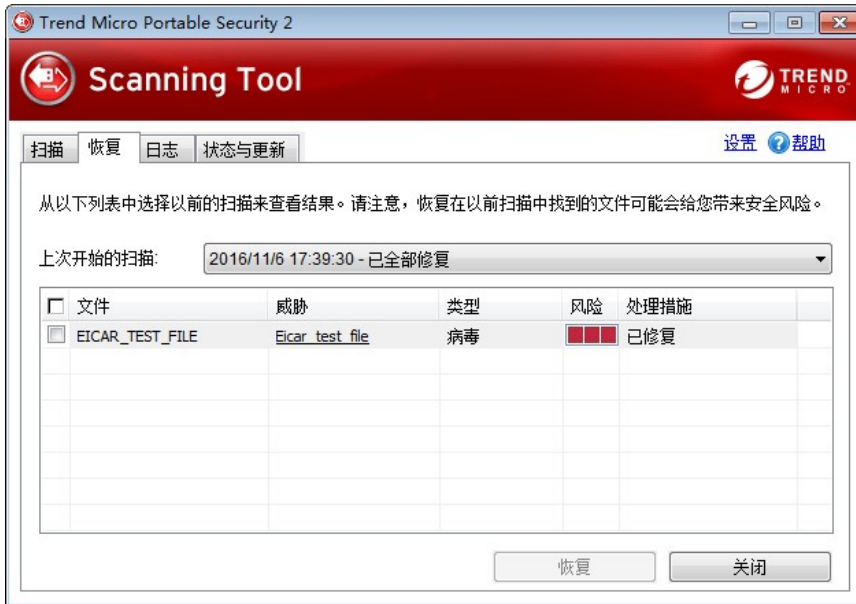 Trend Micro Portable Security 2
Scanning Tool
TREND
MICRO
扫描 恢复 日志 状态与更新 设置 ?帮助
从以下列表中选择以前的扫描来查看结果。请注意，恢复在以前扫描中找到的文件可能会给您带来安全风险。
上次开始的扫描: 2016/11/6 17:39:30 - 已全部修复
文件 威胁 类型 风险 处理措施
EICAR_TEST_FILE Eicar_test_file 病毒 已修复
恢复 关闭